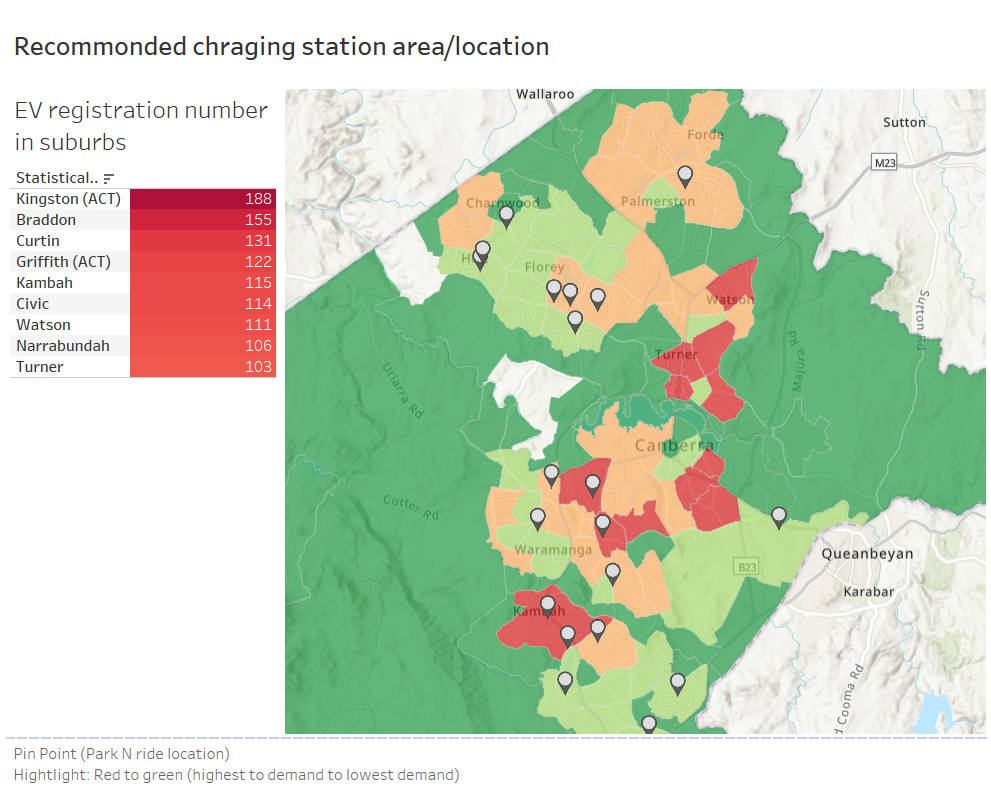 Recommonded chraging station area/location
EV registration number
in suburbs
Statistical..
Kingston (ACT) 188
Braddon 155
Curtin 131
Griffith (ACT) 122
Kambah 115
Civic 114
Watson 111
Narrabundah 106
Turner 103
Wallaroo
Sutton
Forde
M23
Charnwood
Palmerston
Florey
Watson
Sutton Rd
Turner
Majura Rd
Uriarra Rd
Canberra
Cotter Rd
Waramanga
Queanbeyan
B23
Karabar
Kambah
Cooma Rd
Pin Point (Park N ride location)
Hightlight: Red to green (highest to demand to lowest demand)